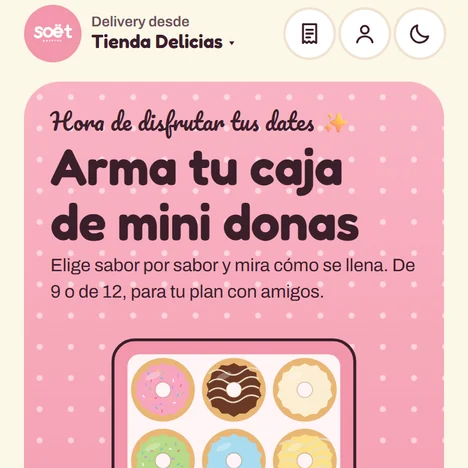 soët
Delivery desde
Tienda Delicias
Hora de disfrutar tus dates ✨
Arma tu caja
de mini donas
Elige sabor por sabor y mira cómo se llena. De
9 o de 12, para tu plan con amigos.